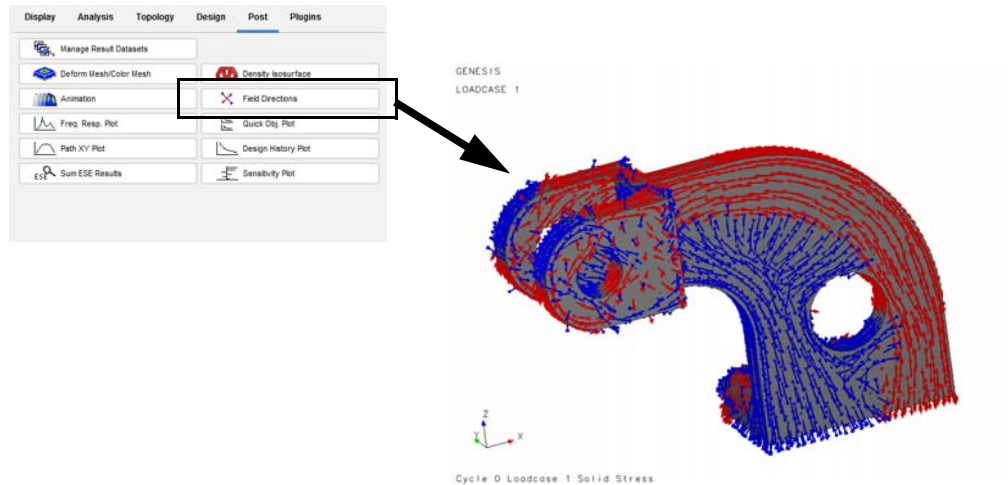 Display Analysis Topology Design Post Plugins
Manage Result Datasets
Deform Mesh/Color Mesh Density Isosurface
Animation Field Directions
Freq. Resp. Plot Quick Obj. Plot
Path XY Plot Design History Plot
ESE Sum ESE Results Sensitivity Plot
GENESIS
LOADCASE 1
Z
Y X
Cycle 0 Loadcase 1 Solid Stress